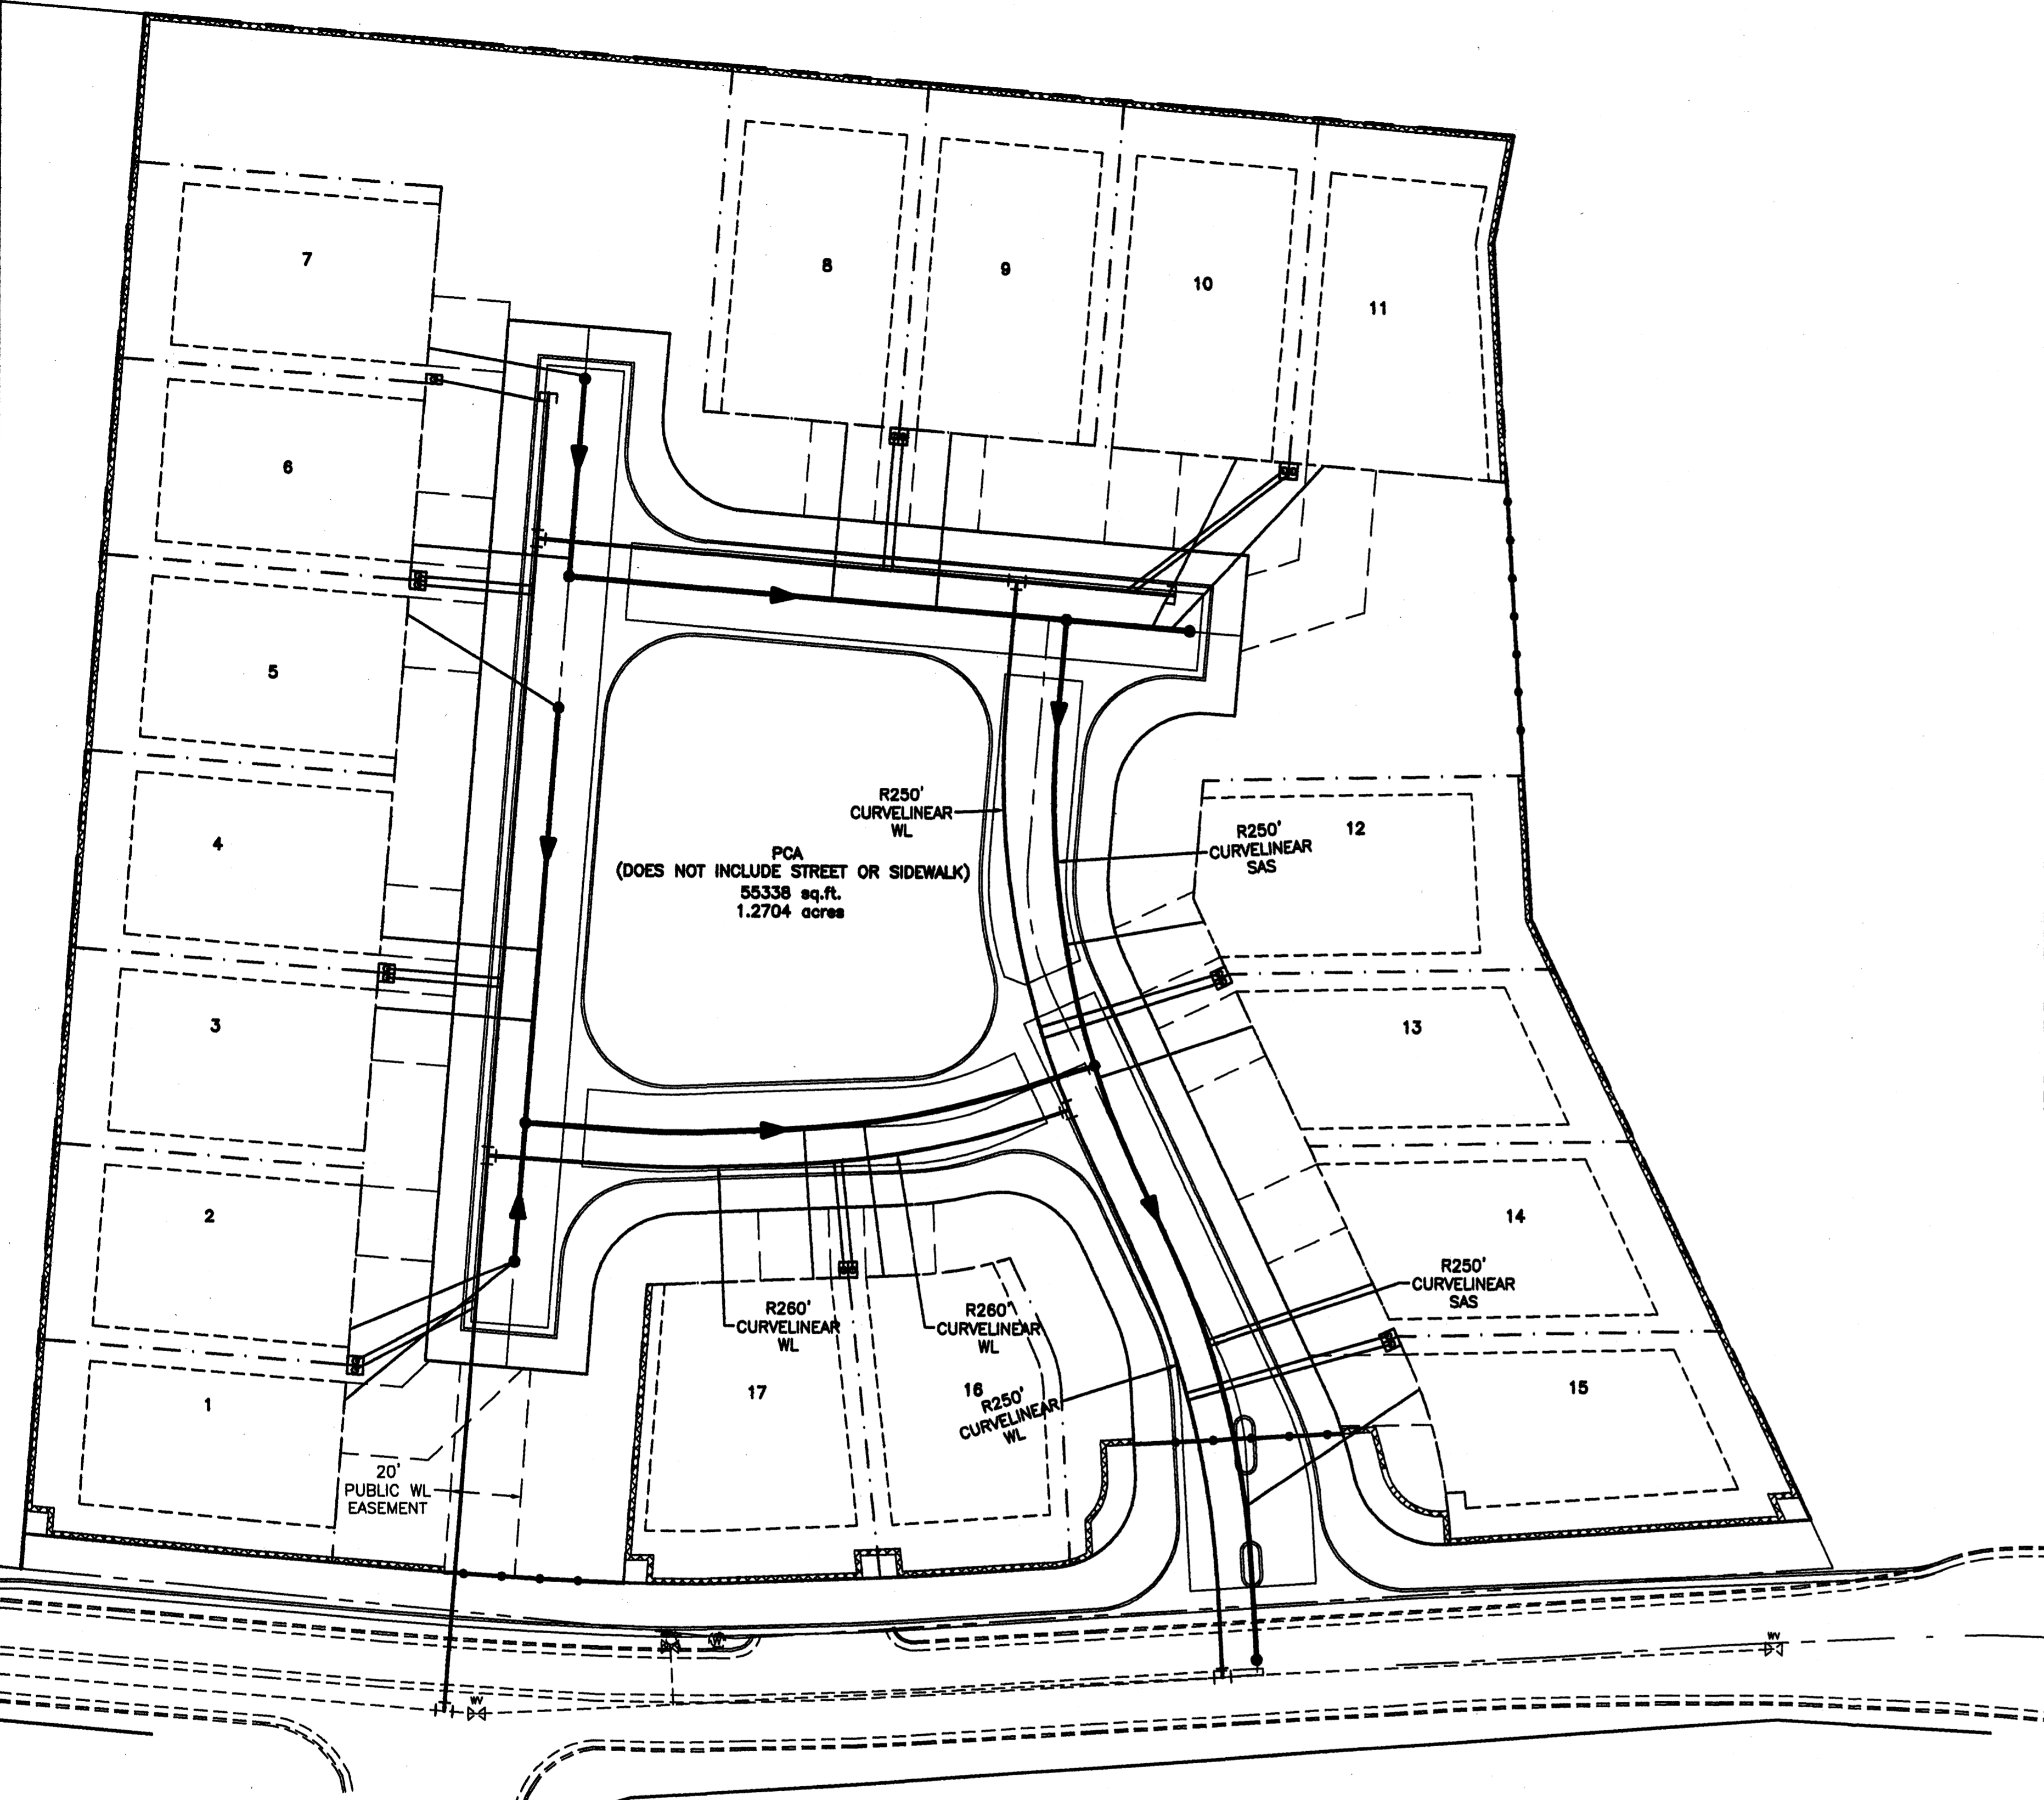 7
8
9
10
11
6
5
4
R250'
CURVELINEAR
WL
12
R250'
CURVELINEAR
SAS
PCA
(DOES NOT INCLUDE STREET OR SIDEWALK)
55338 sq.ft.
1.2704 acres
3
13
2
14
R250'
CURVELINEAR
SAS
R260'
CURVELINEAR
WL
R260'
CURVELINEAR
WL
1
17
16
R250'
CURVELINEAR
WL
15
20'
PUBLIC WL
EASEMENT
WV
WV